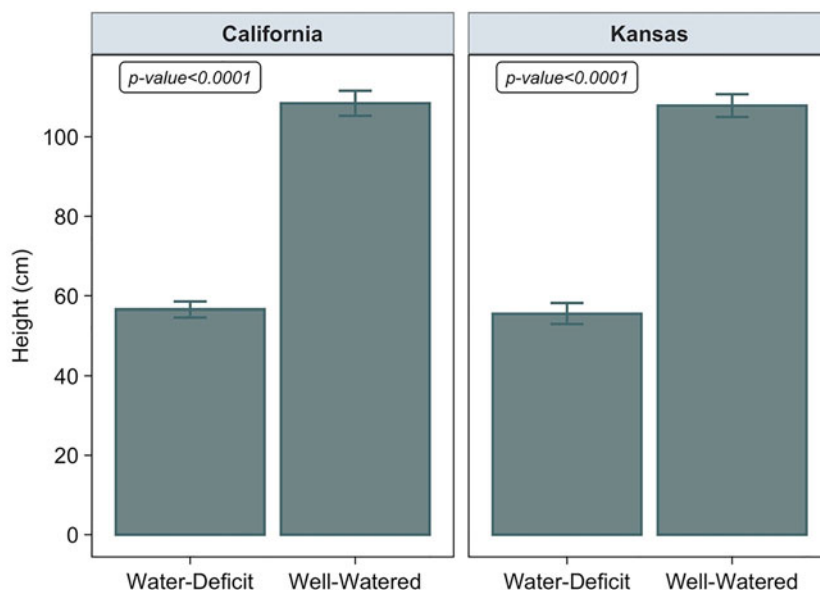 California
Kansas
p-value<0.0001
p-value<0.0001
Height (cm)
100
80
60
40
20
0
Water-Deficit
Well-Watered
Water-Deficit
Well-Watered